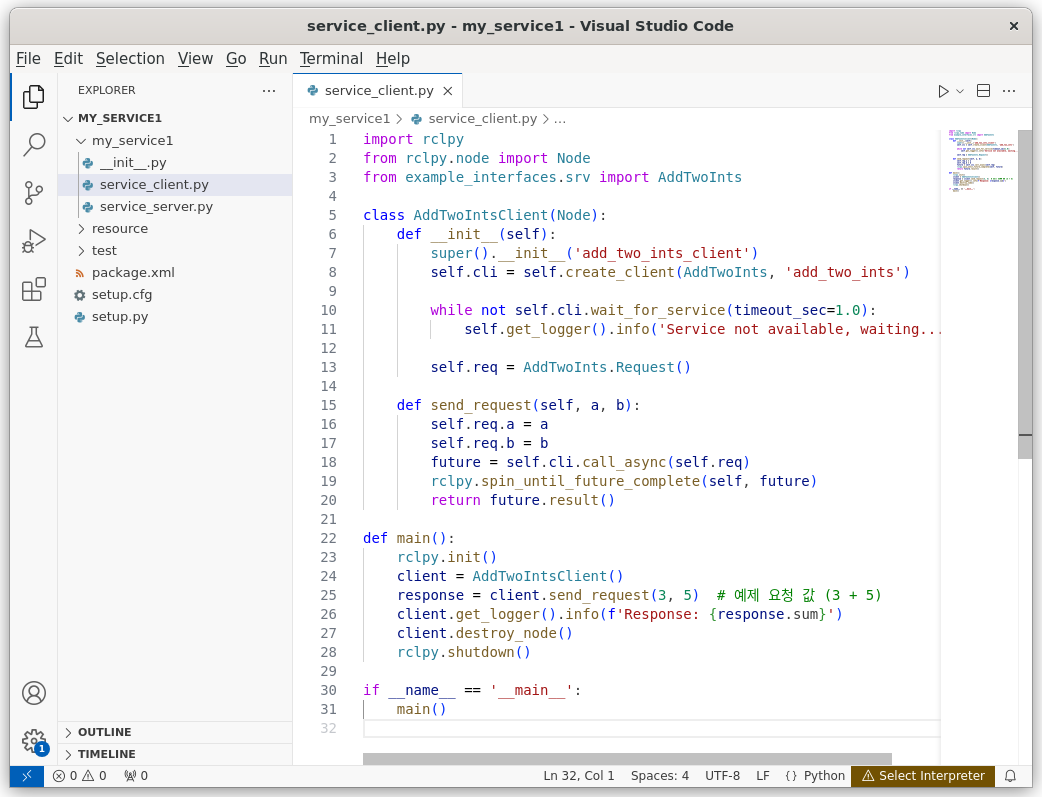 service_client.py - my_service1 - Visual Studio Code
File Edit Selection View Go Run Terminal Help
EXPLORER
MY_SERVICE1
my_service1
__init__.py
service_client.py
service_server.py
resource
test
package.xml
setup.cfg
setup.py
OUTLINE
TIMELINE
service_client.py
my_service1 > service_client.py > ...
1 import rclpy
2 from rclpy.node import Node
3 from example_interfaces.srv import AddTwoInts
4
5 class AddTwoIntsClient(Node):
6     def __init__(self):
7         super().__init__('add_two_ints_client')
8         self.cli = self.create_client(AddTwoInts, 'add_two_ints')
9
10         while not self.cli.wait_for_service(timeout_sec=1.0):
11             self.get_logger().info('Service not available, waiting...
12
13         self.req = AddTwoInts.Request()
14
15     def send_request(self, a, b):
16         self.req.a = a
17         self.req.b = b
18         future = self.cli.call_async(self.req)
19         rclpy.spin_until_future_complete(self, future)
20         return future.result()
21
22 def main():
23     rclpy.init()
24     client = AddTwoIntsClient()
25     response = client.send_request(3, 5)  # 예제 요청 값 (3 + 5)
26     client.get_logger().info(f'Response: {response.sum}')
27     client.destroy_node()
28     rclpy.shutdown()
29
30 if __name__ == '__main__':
31     main()
32
1
0 0 0 Ln 32, Col 1 Spaces: 4 UTF-8 LF {} Python Select Interpreter